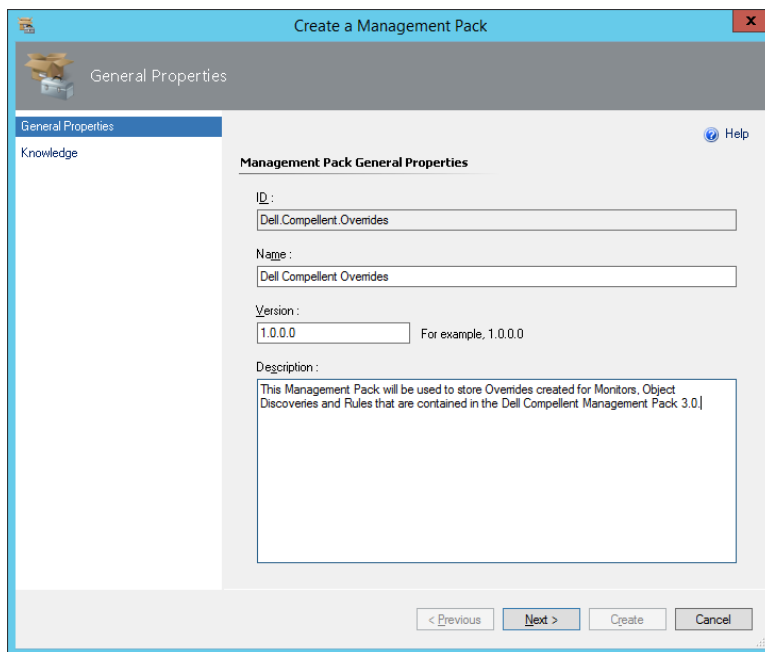 Create a Management Pack
x
General Properties
General Properties
Knowledge
Help
Management Pack General Properties
ID :
Dell.Compellent.Overrides
Name :
Dell Compellent Overrides
Version :
1.0.0.0
For example, 1.0.0.0
Description :
This Management Pack will be used to store Overrides created for Monitors, Object
Discoveries and Rules that are contained in the Dell Compellent Management Pack 3.0.
< Previous
Next >
Create
Cancel